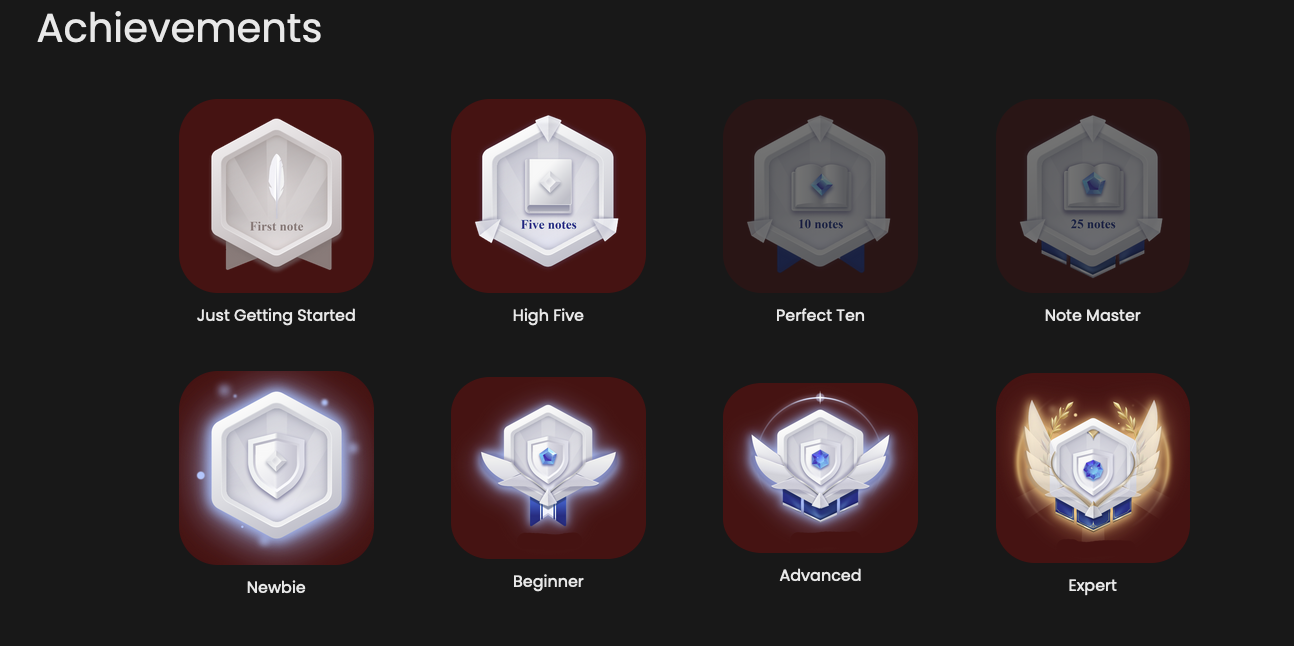 Achievements
First note
Five notes
10 notes
25 notes
Just Getting Started
High Five
Perfect Ten
Note Master
Newbie
Beginner
Advanced
Expert